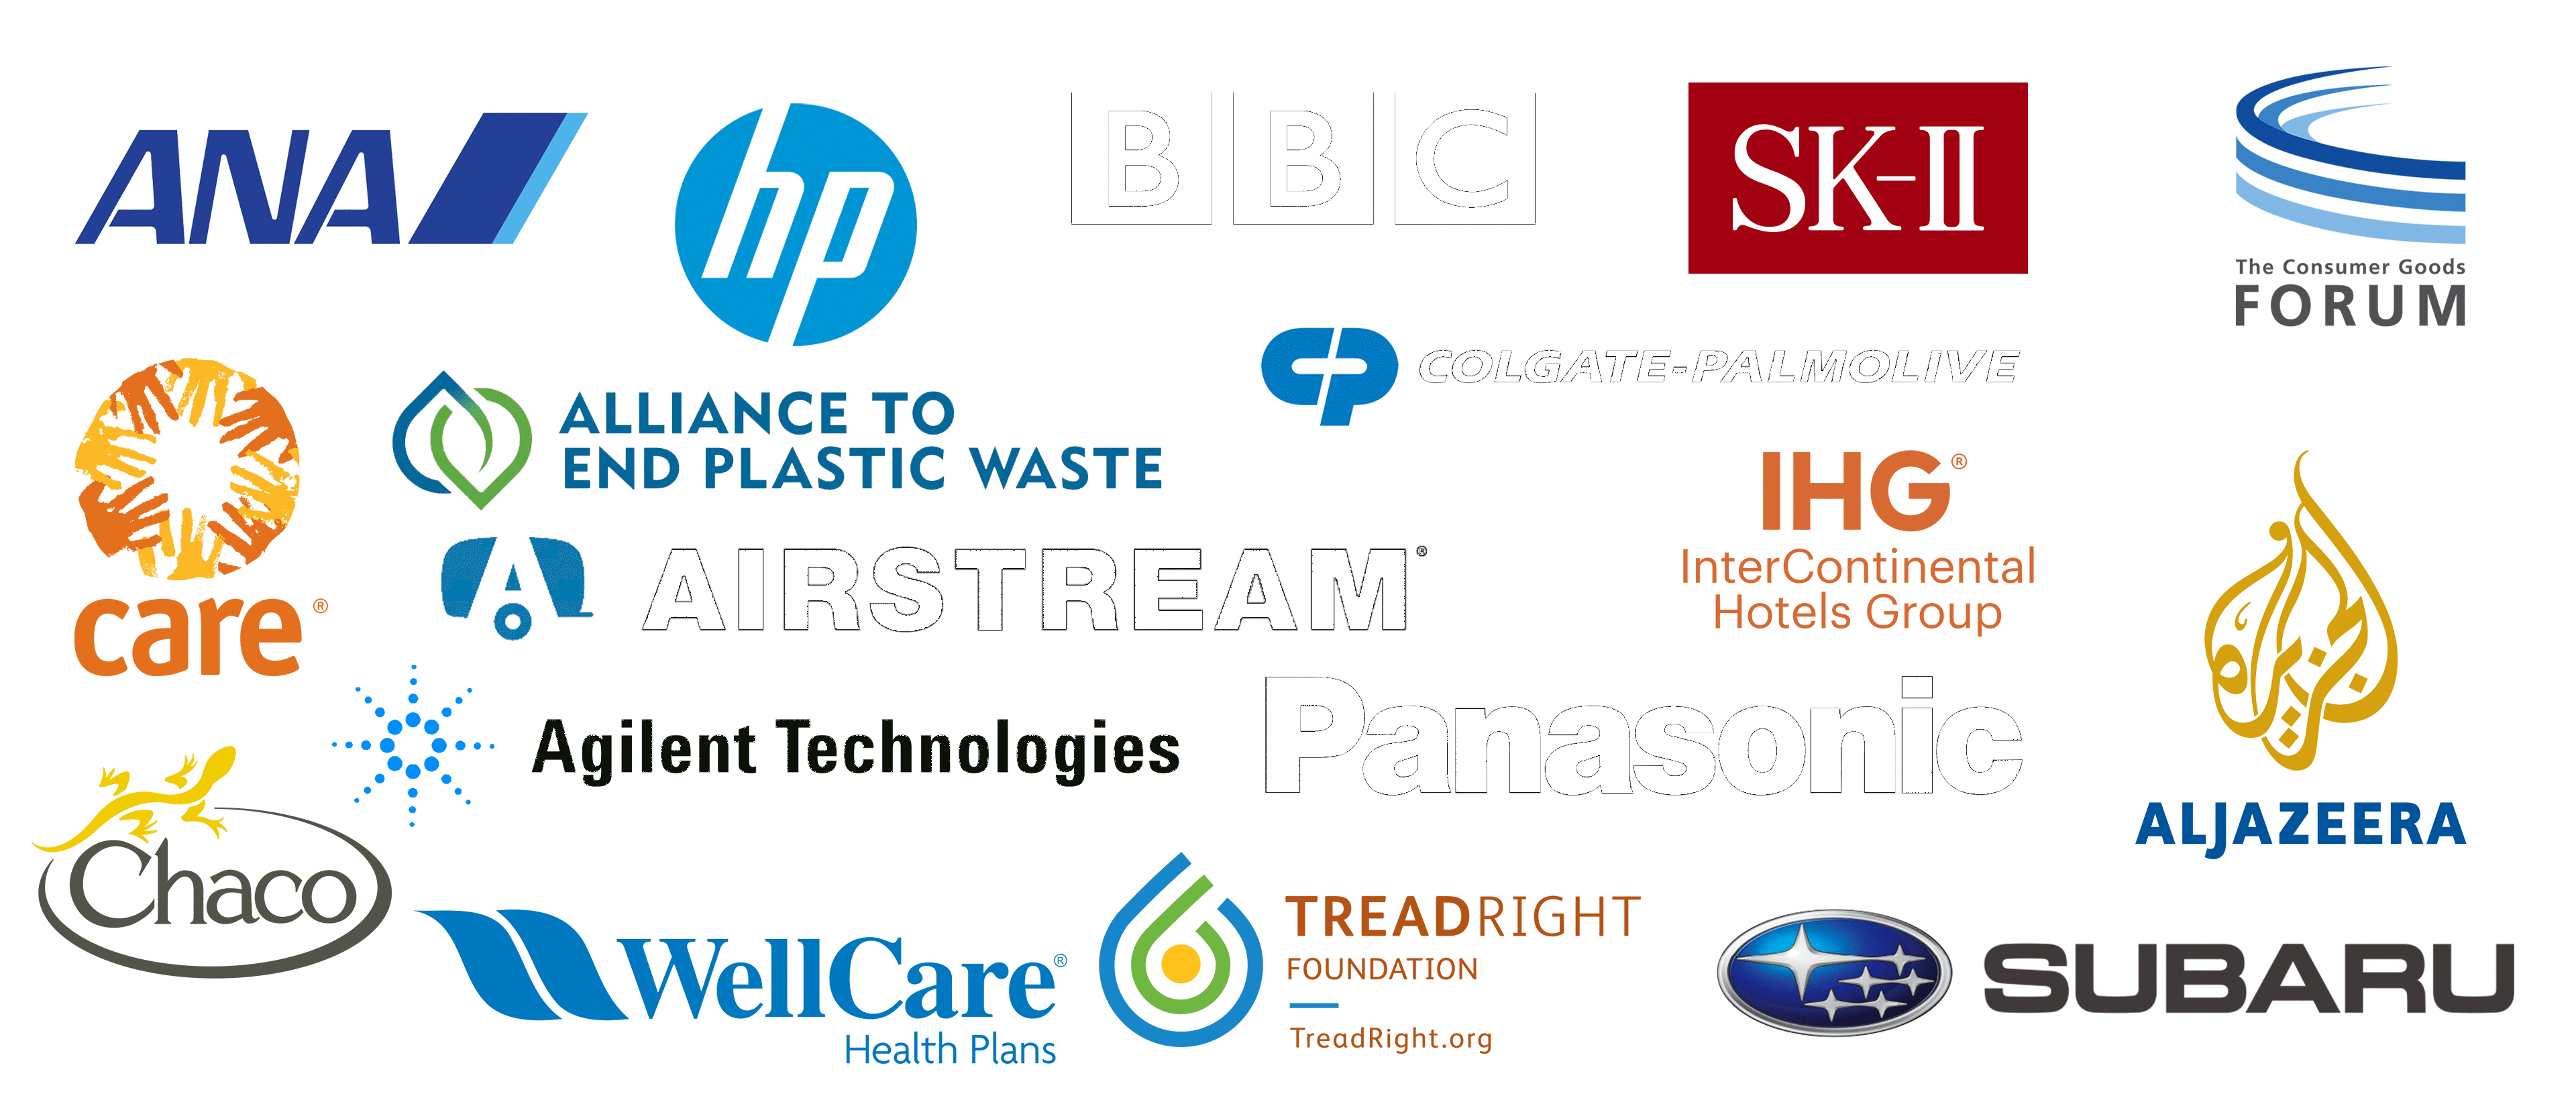 ANA
hp
BBC
SK-II
The Consumer Goods
FORUM
COLGATE-PALMOLIVE
care®
ALLIANCE TO
END PLASTIC WASTE
IHG®
InterContinental
Hotels Group
AIRSTREAM®
الجزيرة
ALJAZEERA
Agilent Technologies
Panasonic
Chaco
WellCare®
Health Plans
TREADRIGHT
FOUNDATION
TreadRight.org
SUBARU